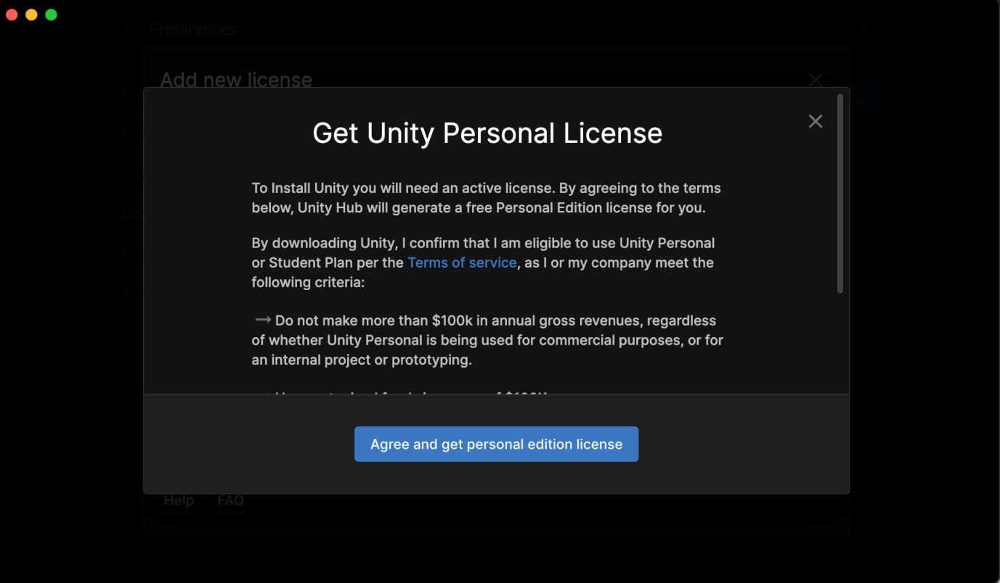 Preferences
Add new license
Get Unity Personal License
To Install Unity you will need an active license. By agreeing to the terms
below, Unity Hub will generate a free Personal Edition license for you.
By downloading Unity, I confirm that I am eligible to use Unity Personal
or Student Plan per the Terms of service, as I or my company meet the
following criteria:
→ Do not make more than $100k in annual gross revenues, regardless
of whether Unity Personal is being used for commercial purposes, or for
an internal project or prototyping.
Agree and get personal edition license
Help FAQ